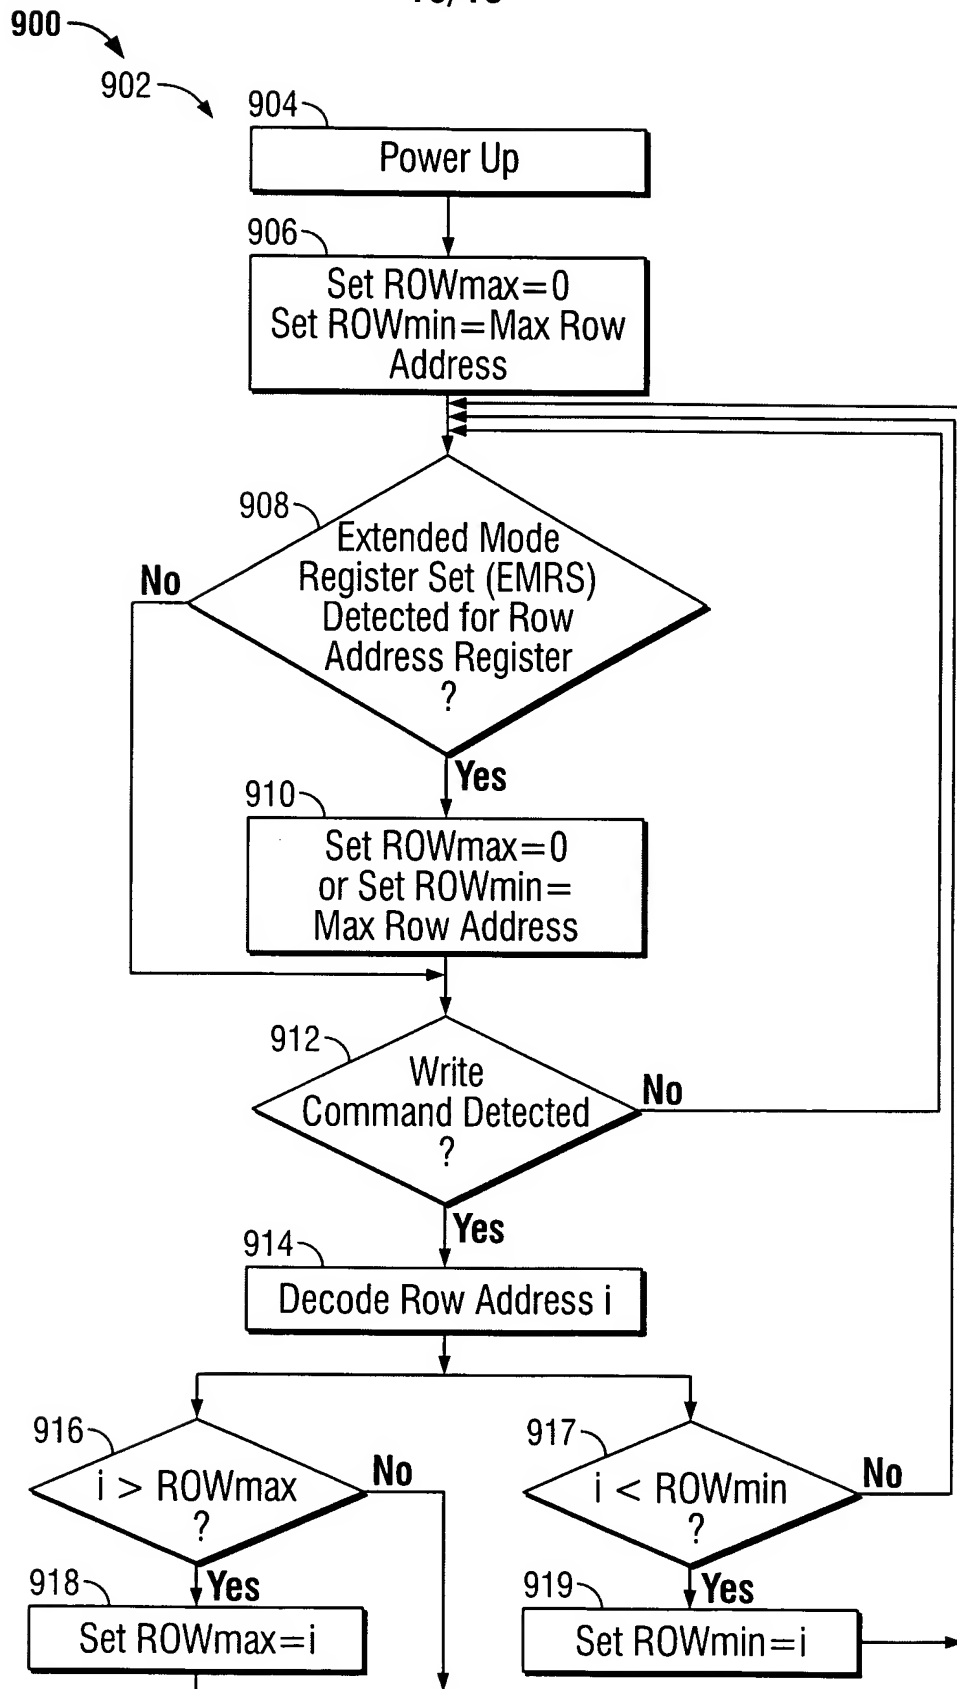 900
902
904
Power Up
906
Set ROWmax=0
Set ROWmin=Max Row
Address
908
Extended Mode
Register Set (EMRS)
Detected for Row
Address Register
?
No
Yes
910
Set ROWmax=0
or Set ROWmin=
Max Row Address
912
Write
Command Detected
?
No
Yes
914
Decode Row Address i
916
i > ROWmax
?
No
Yes
917
i < ROWmin
?
No
Yes
918
Set ROWmax=i
919
Set ROWmin=i